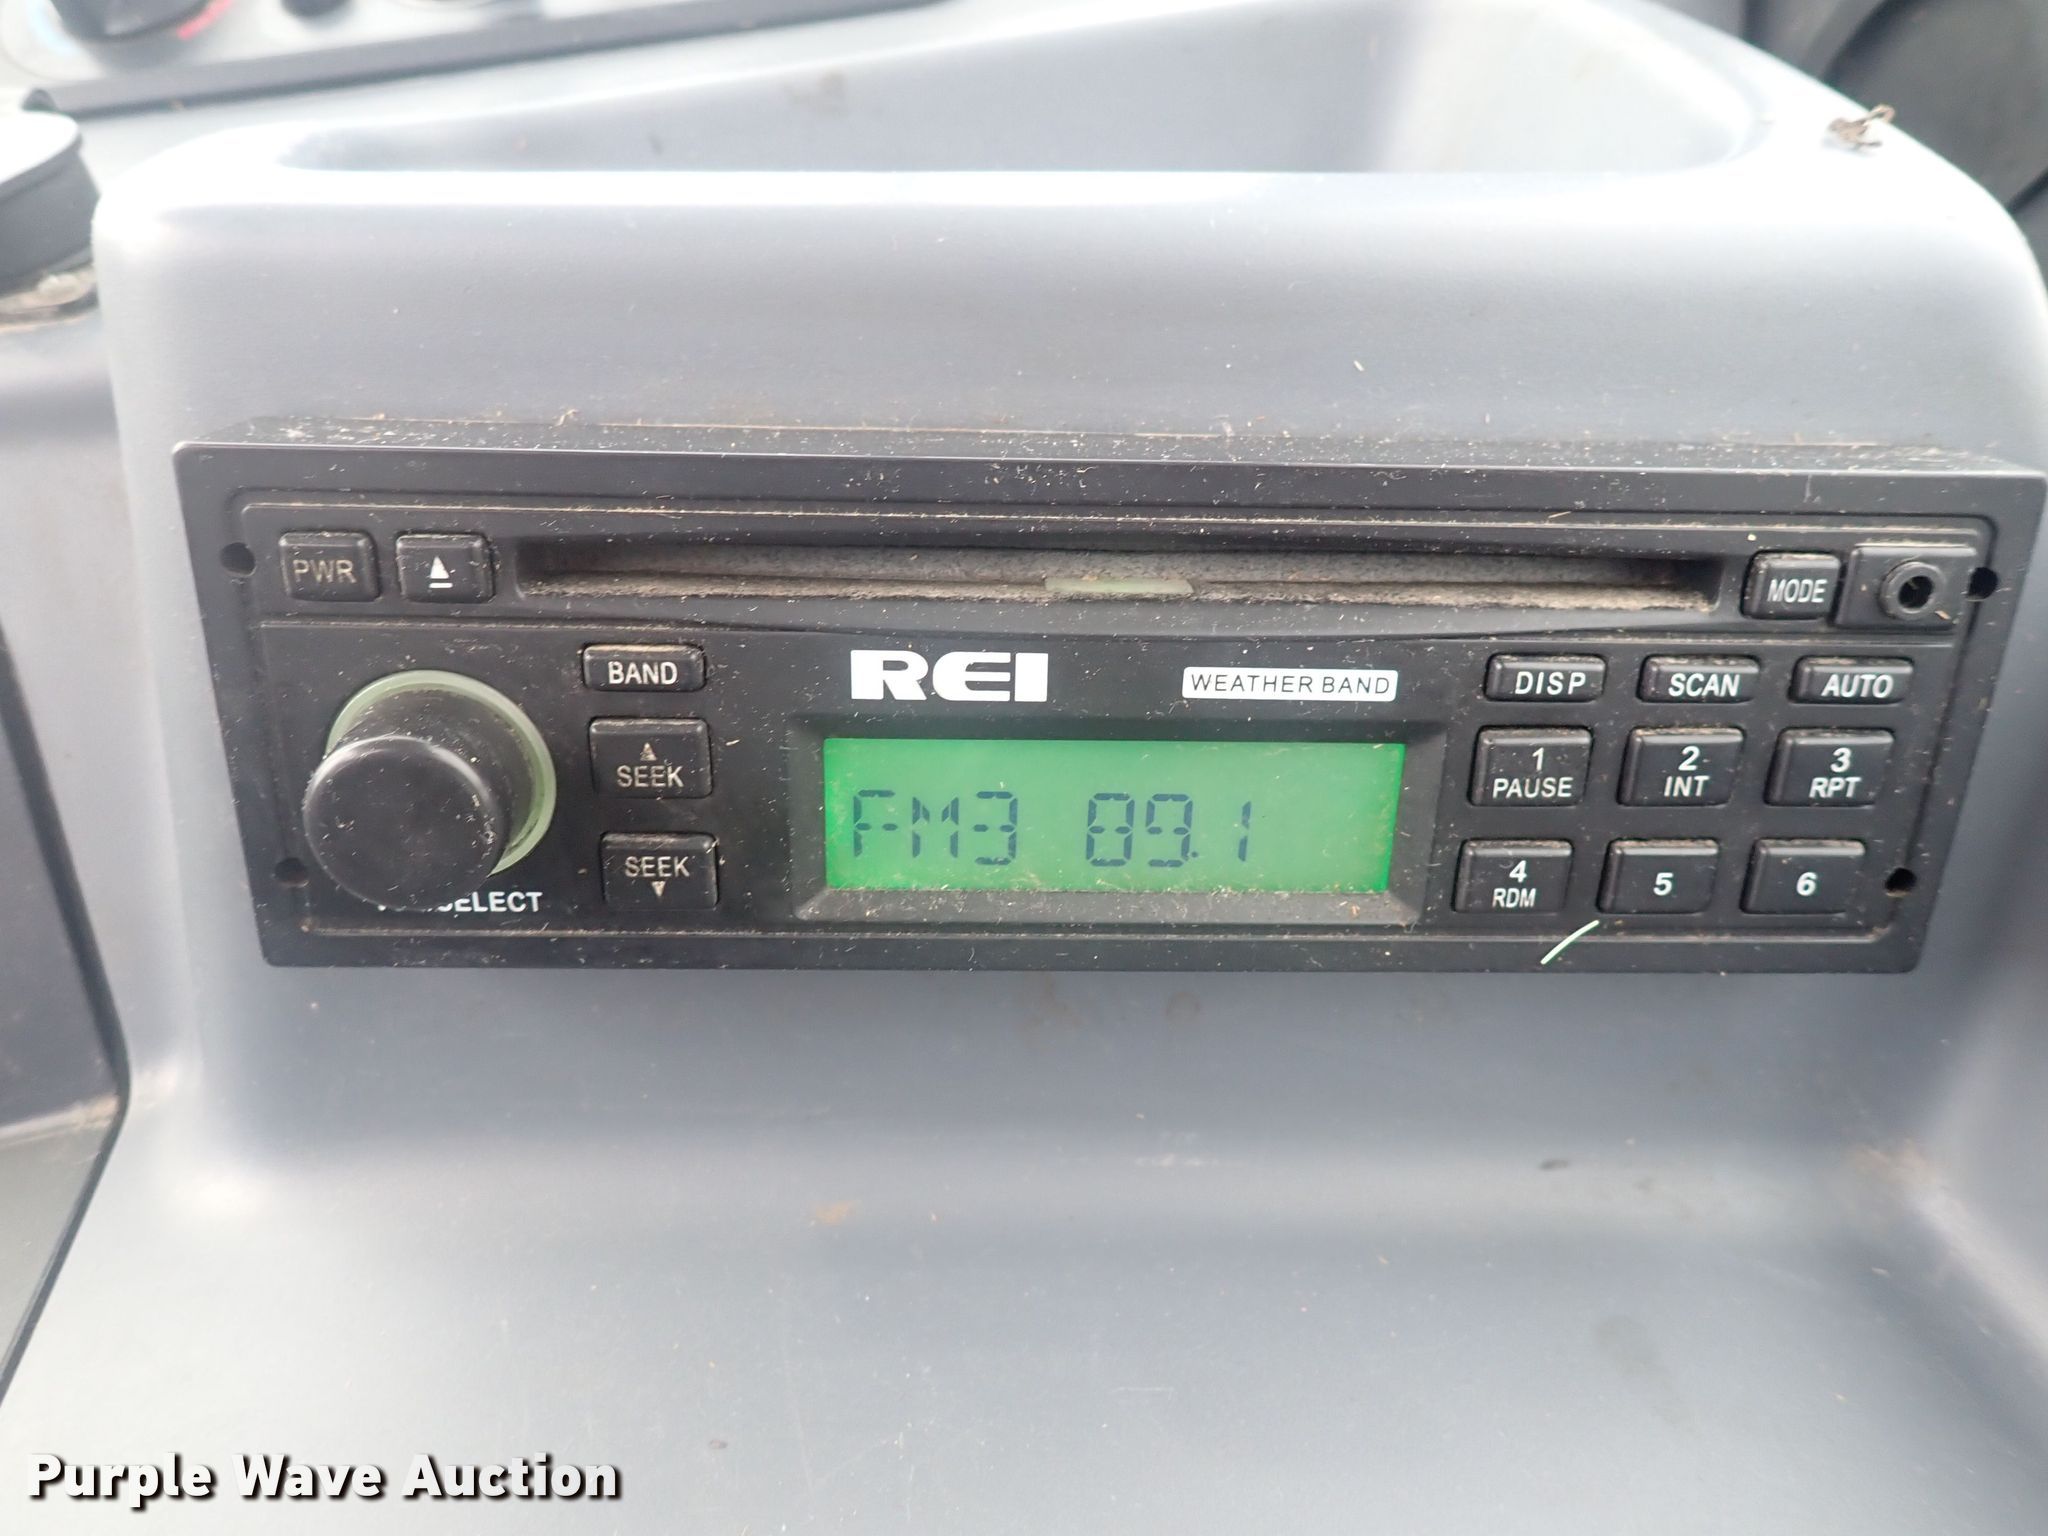 PWR
MODE
BAND
REI
WEATHER BAND
DISP
SCAN
AUTO
SEEK
FM3 89.1
1
PAUSE
2
INT
3
RPT
SEEK
4
RDM
5
6
Purple Wave Auction